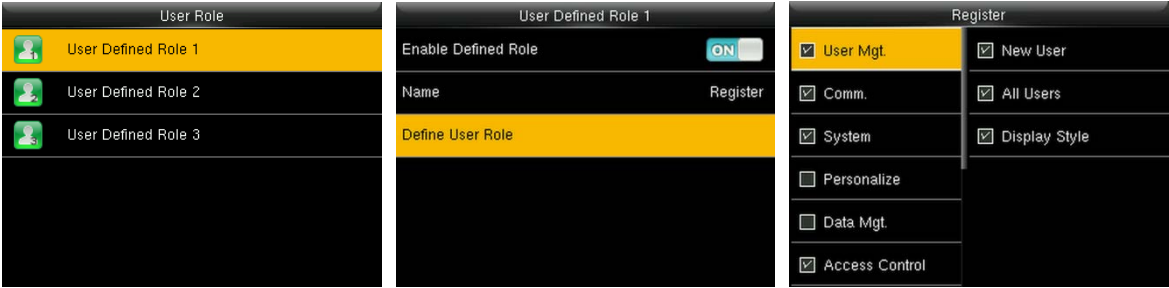 User Role
User Defined Role 1
User Defined Role 2
User Defined Role 3
User Defined Role 1
Enable Defined Role ON
Name Register
Define User Role
Register
User Mgt. New User
Comm. All Users
System Display Style
Personalize
Data Mgt.
Access Control